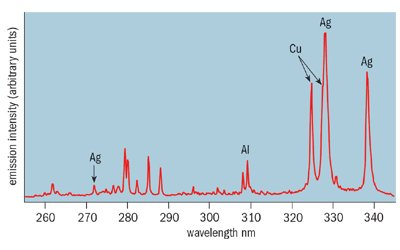 emission intensity (arbitrary units)
Ag
Cu
Ag
Al
Ag
260 270 280 290 300 310 320 330 340
wavelength nm